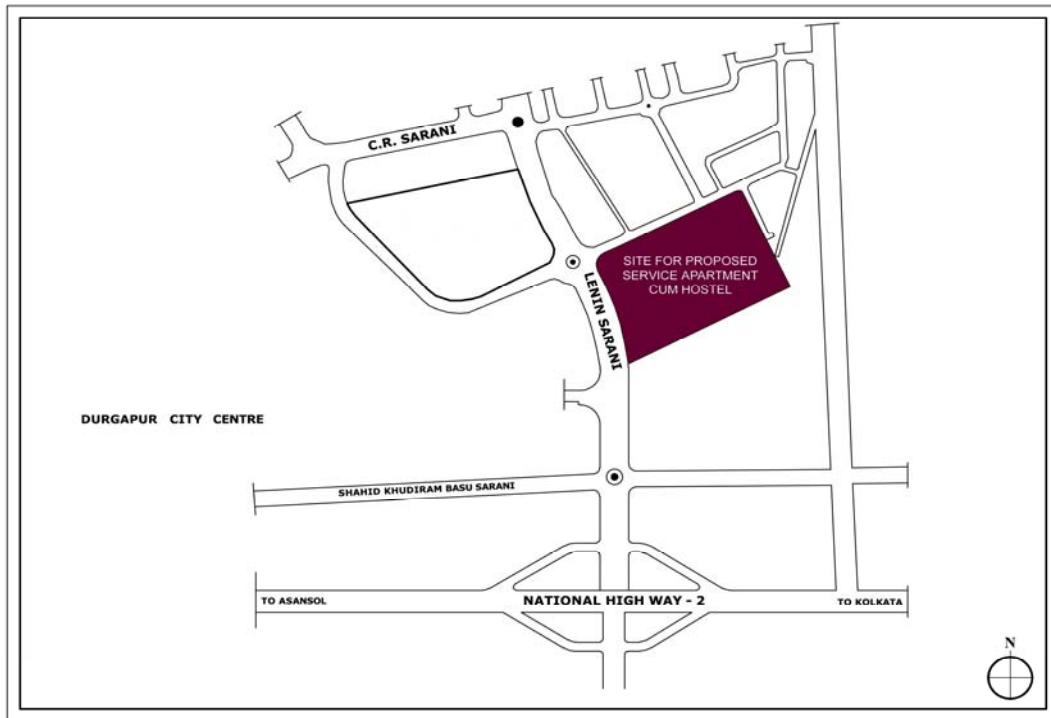 C.R. SARANI
SITE FOR PROPOSED
SERVICE APARTMENT
CUM HOSTEL
LENIN SARANI
DURGAPUR CITY CENTRE
SHAHID KHUDIRAM BASU SARANI
TO ASANSOL
NATIONAL HIGH WAY - 2
TO KOLKATA
N